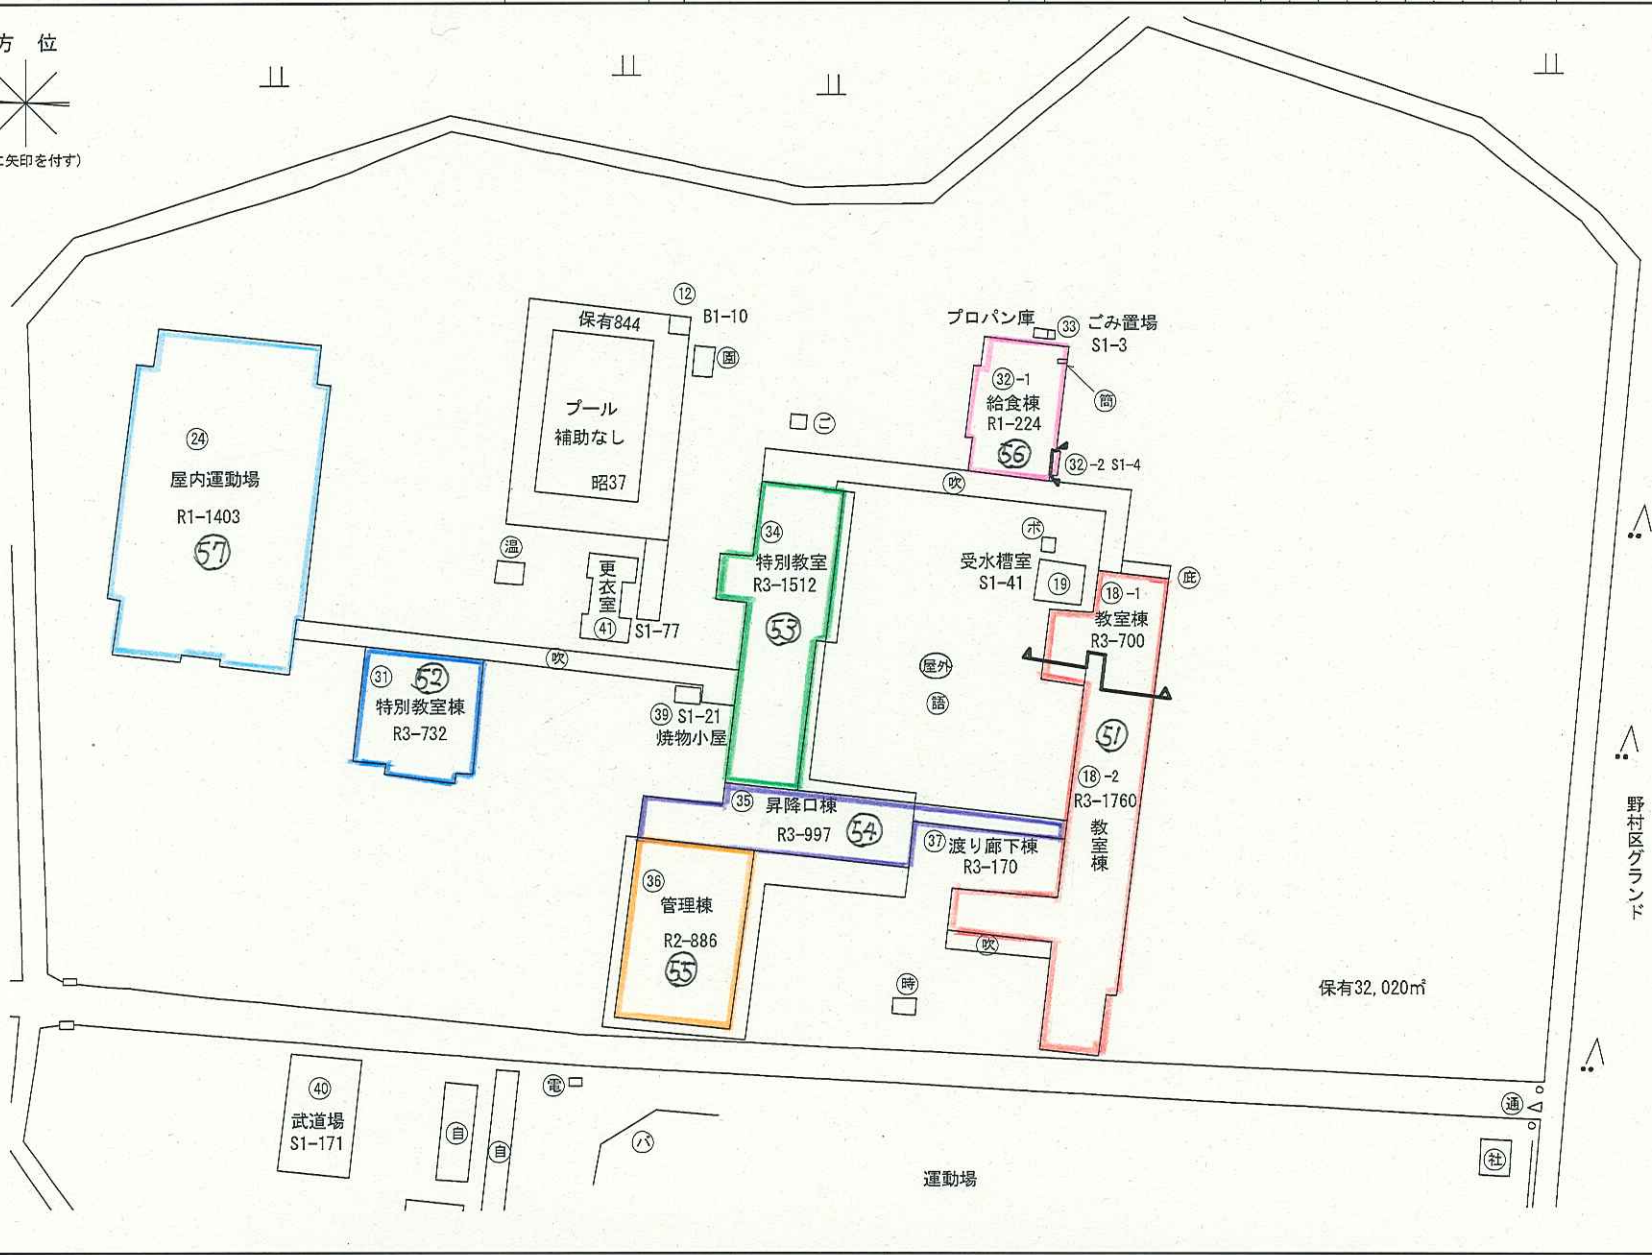 方 位
に矢印を付す)
⑫
B1-10
保有844
㊩
プール
補助なし
昭37
プロパン庫
㉝ ごみ置場
S1-3
㉜-1
給食棟
R1-224
56
㉜-2 S1-4
ご
吹
㉔
屋内運動場
R1-1403
57
温
更衣室
㊶
S1-77
㉞
特別教室
R3-1512
53
ポ
受水槽室
S1-41
⑲
庇
⑱-1
教室棟
R3-700
吹
㉛
52
特別教室棟
R3-732
㊴ S1-21
焼物小屋
屋外
語
51
⑱-2
R3-1760
教室棟
㉟ 昇降口棟
R3-997
54
㊲ 渡り廊下棟
R3-170
㊱
管理棟
R2-886
55
吹
時
保有32,020㎡
野村区グランド
㊵
武道場
S1-171
自
自
電
バ
運動場
通
社